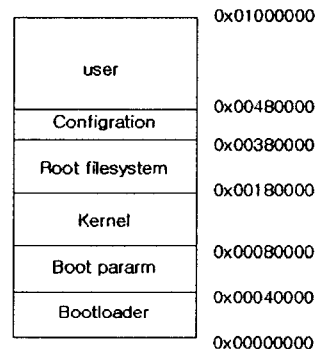 0x01000000
user
0x00480000
Configration
0x00380000
Root filesystem
0x00180000
Kernel
0x00080000
Boot pararm
0x00040000
Bootloader
0x00000000